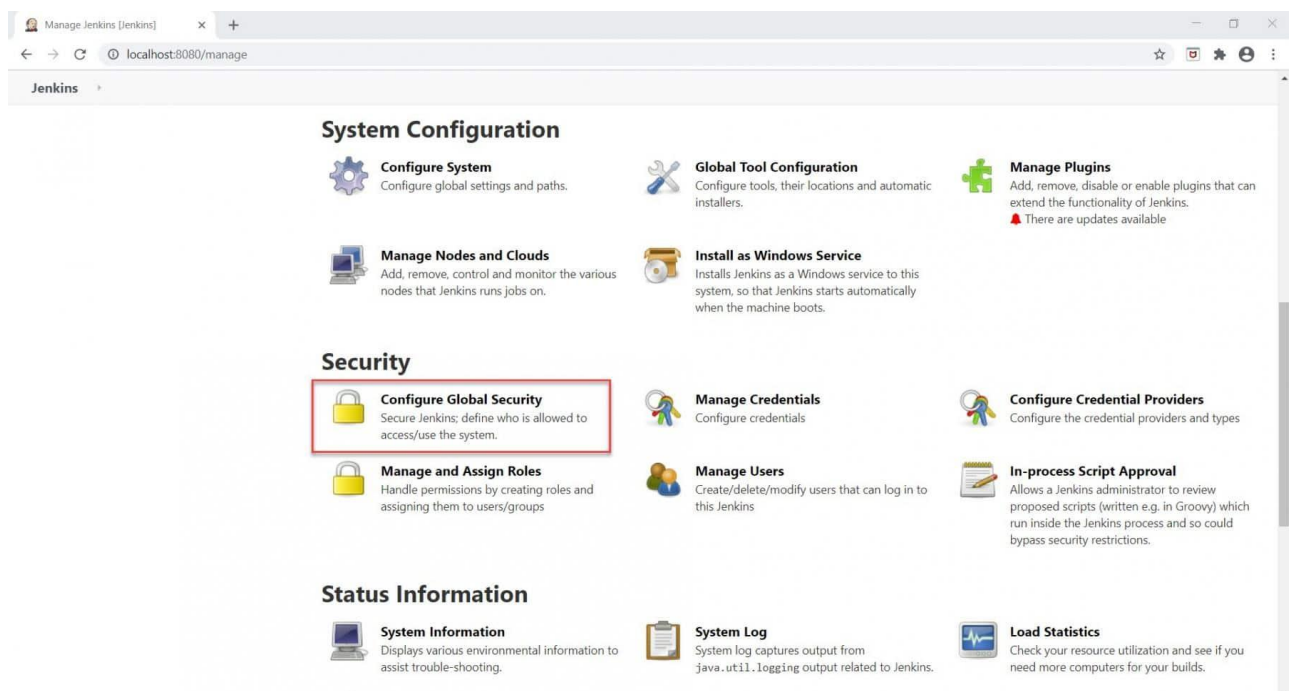 Manage Jenkins [Jenkins]
localhost:8080/manage
Jenkins
System Configuration
Configure System
Configure global settings and paths.
Global Tool Configuration
Configure tools, their locations and automatic
installers.
Manage Plugins
Add, remove, disable or enable plugins that can
extend the functionality of Jenkins.
There are updates available
Manage Nodes and Clouds
Add, remove, control and monitor the various
nodes that Jenkins runs jobs on.
Install as Windows Service
Installs Jenkins as a Windows service to this
system, so that Jenkins starts automatically
when the machine boots.
Security
Configure Global Security
Secure Jenkins; define who is allowed to
access/use the system.
Manage Credentials
Configure credentials
Configure Credential Providers
Configure the credential providers and types
Manage and Assign Roles
Handle permissions by creating roles and
assigning them to users/groups
Manage Users
Create/delete/modify users that can log in to
this Jenkins
In-process Script Approval
Allows a Jenkins administrator to review
proposed scripts (written e.g. in Groovy) which
run inside the Jenkins process and so could
bypass security restrictions.
Status Information
System Information
Displays various environmental information to
assist trouble-shooting.
System Log
System log captures output from
java.util.logging output related to Jenkins.
Load Statistics
Check your resource utilization and see if you
need more computers for your builds.